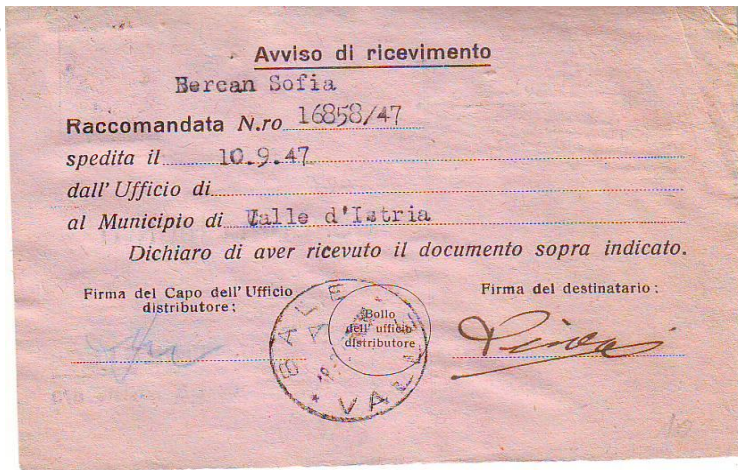 Avviso di ricevimento
Bercan Sofia
Raccomandata N.ro 16858/47
spedita il 10.9.47
dall' Ufficio di
al Municipio di Valle d'Istria
Dichiaro di aver ricevuto il documento sopra indicato.
Firma del Capo dell' Ufficio
distributore:
Firma del destinatario:
Bollo
dell' ufficio
distributore
BALE
VALLE